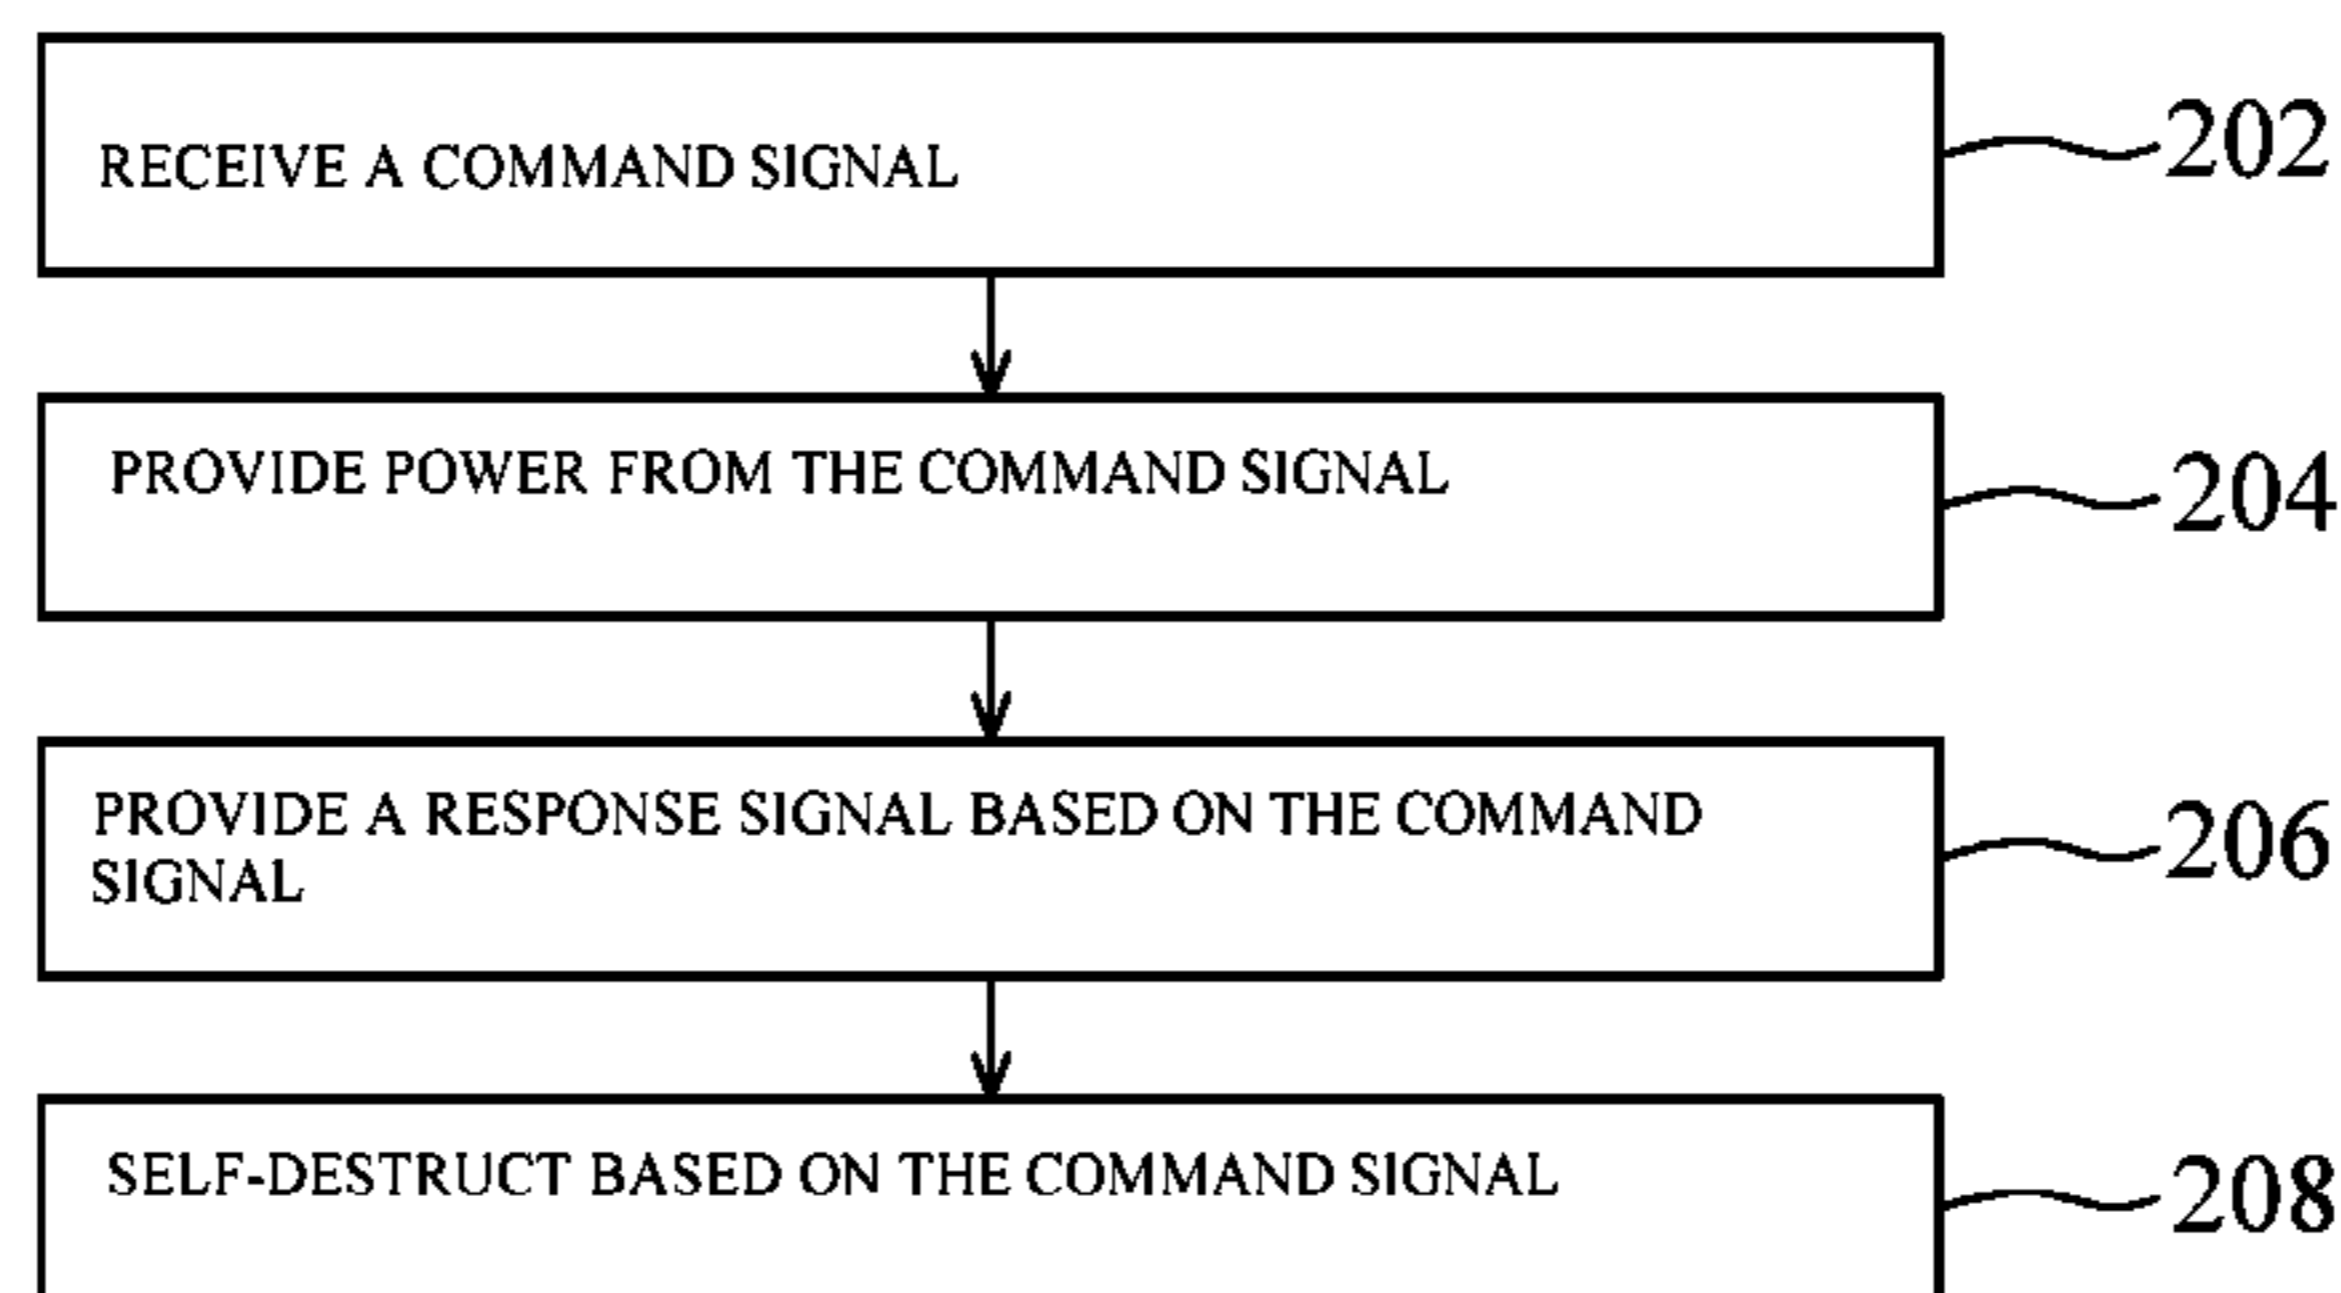 RECEIVE A COMMAND SIGNAL
202
PROVIDE POWER FROM THE COMMAND SIGNAL
204
PROVIDE A RESPONSE SIGNAL BASED ON THE COMMAND
SIGNAL
206
SELF-DESTRUCT BASED ON THE COMMAND SIGNAL
208